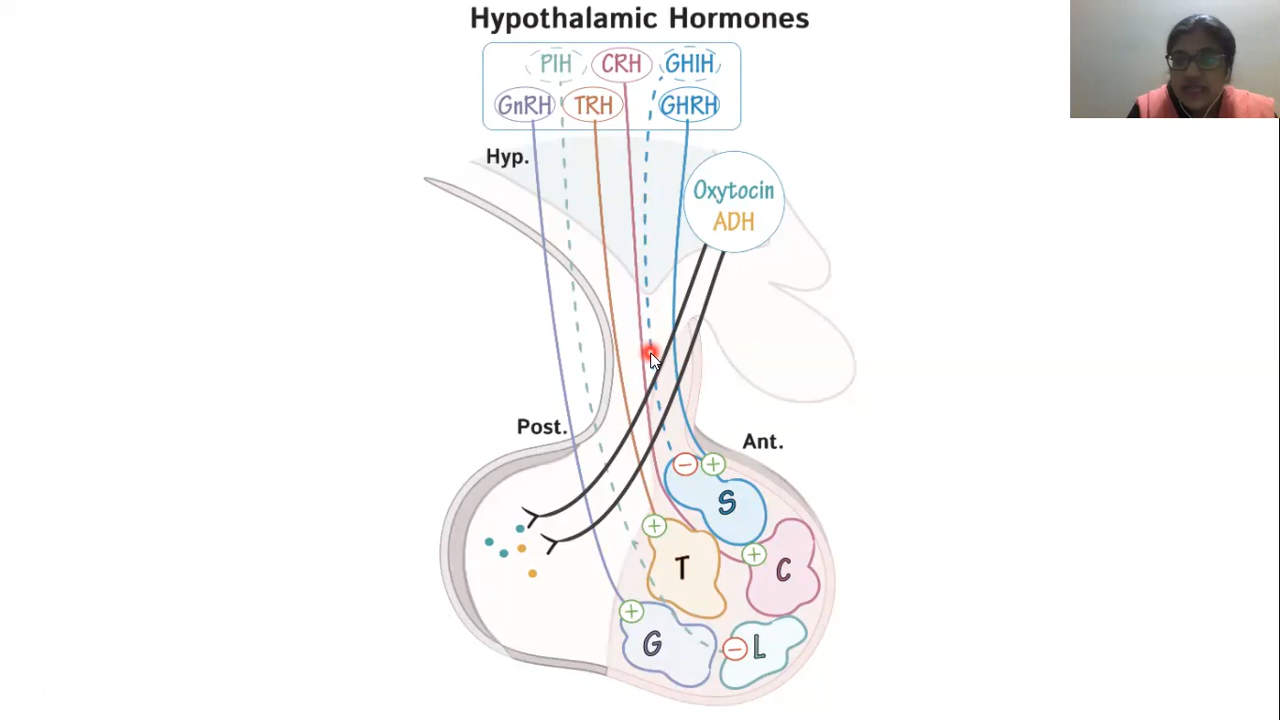 Hypothalamic Hormones
PIH CRH GHIH
GnRH TRH GHRH
Hyp.
Oxytocin
ADH
Post.
Ant.
S
T
C
G
L